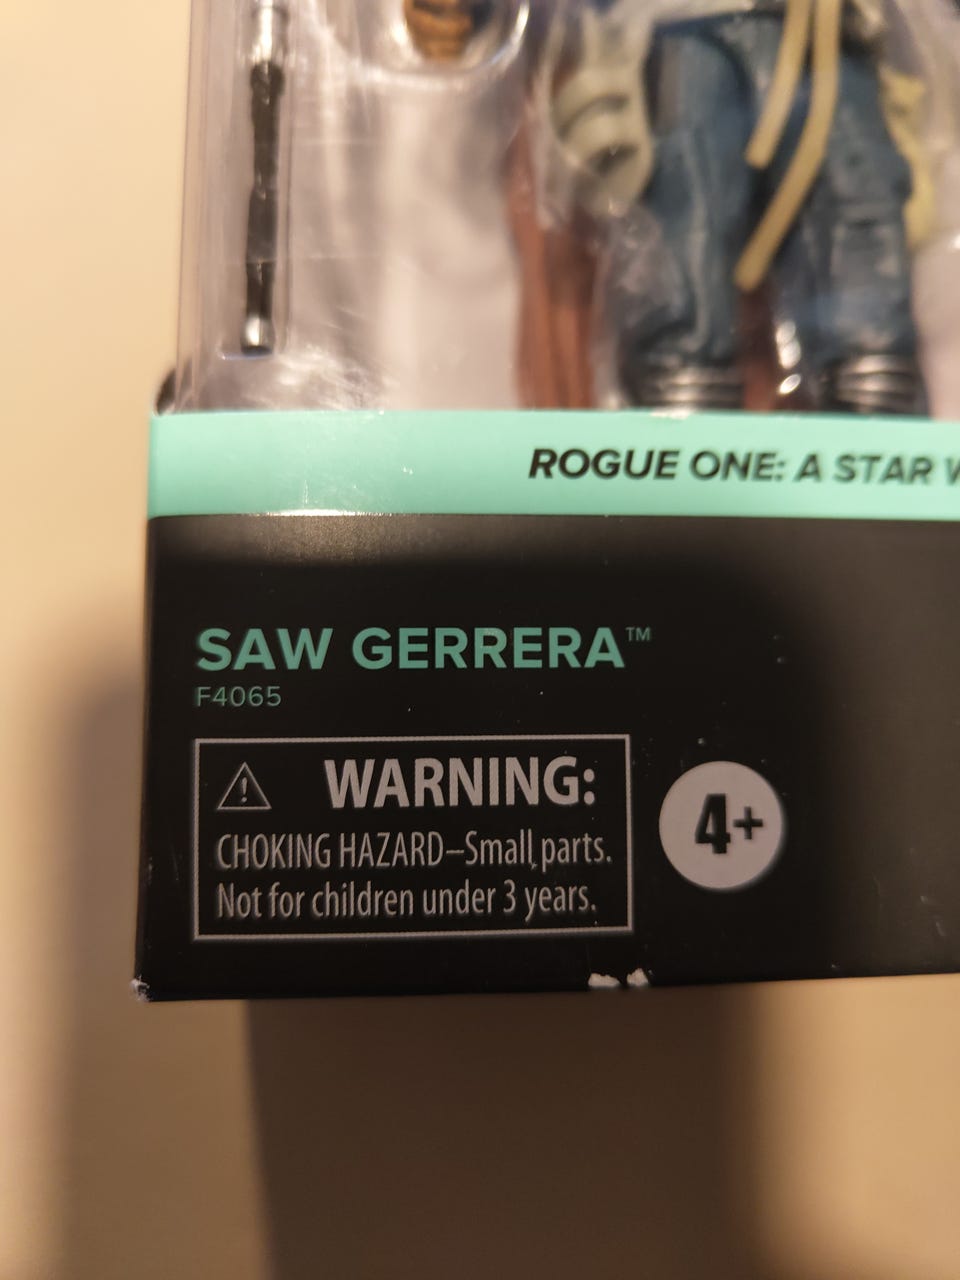 ROGUE ONE: A STAR
SAW GERRERA™
F4065
WARNING:
CHOKING HAZARD–Small parts.
Not for children under 3 years.
4+